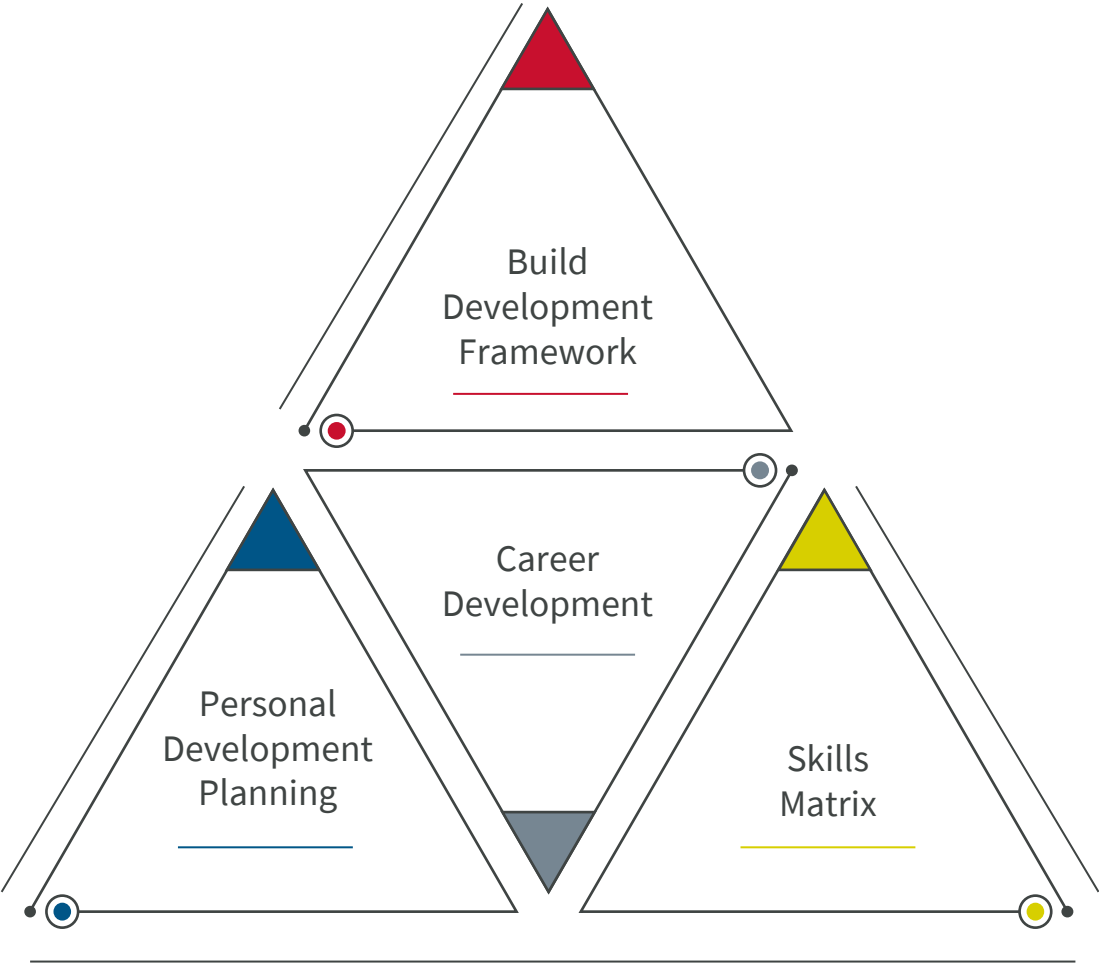 Build
Development
Framework
Career
Development
Personal
Development
Planning
Skills
Matrix